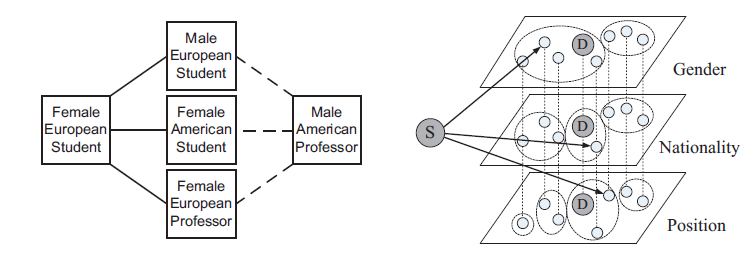 Male
European
Student
Female
European
Student
Female
American
Student
Male
American
Professor
Female
European
Professor
S
D
Gender
D
Nationality
D
Position